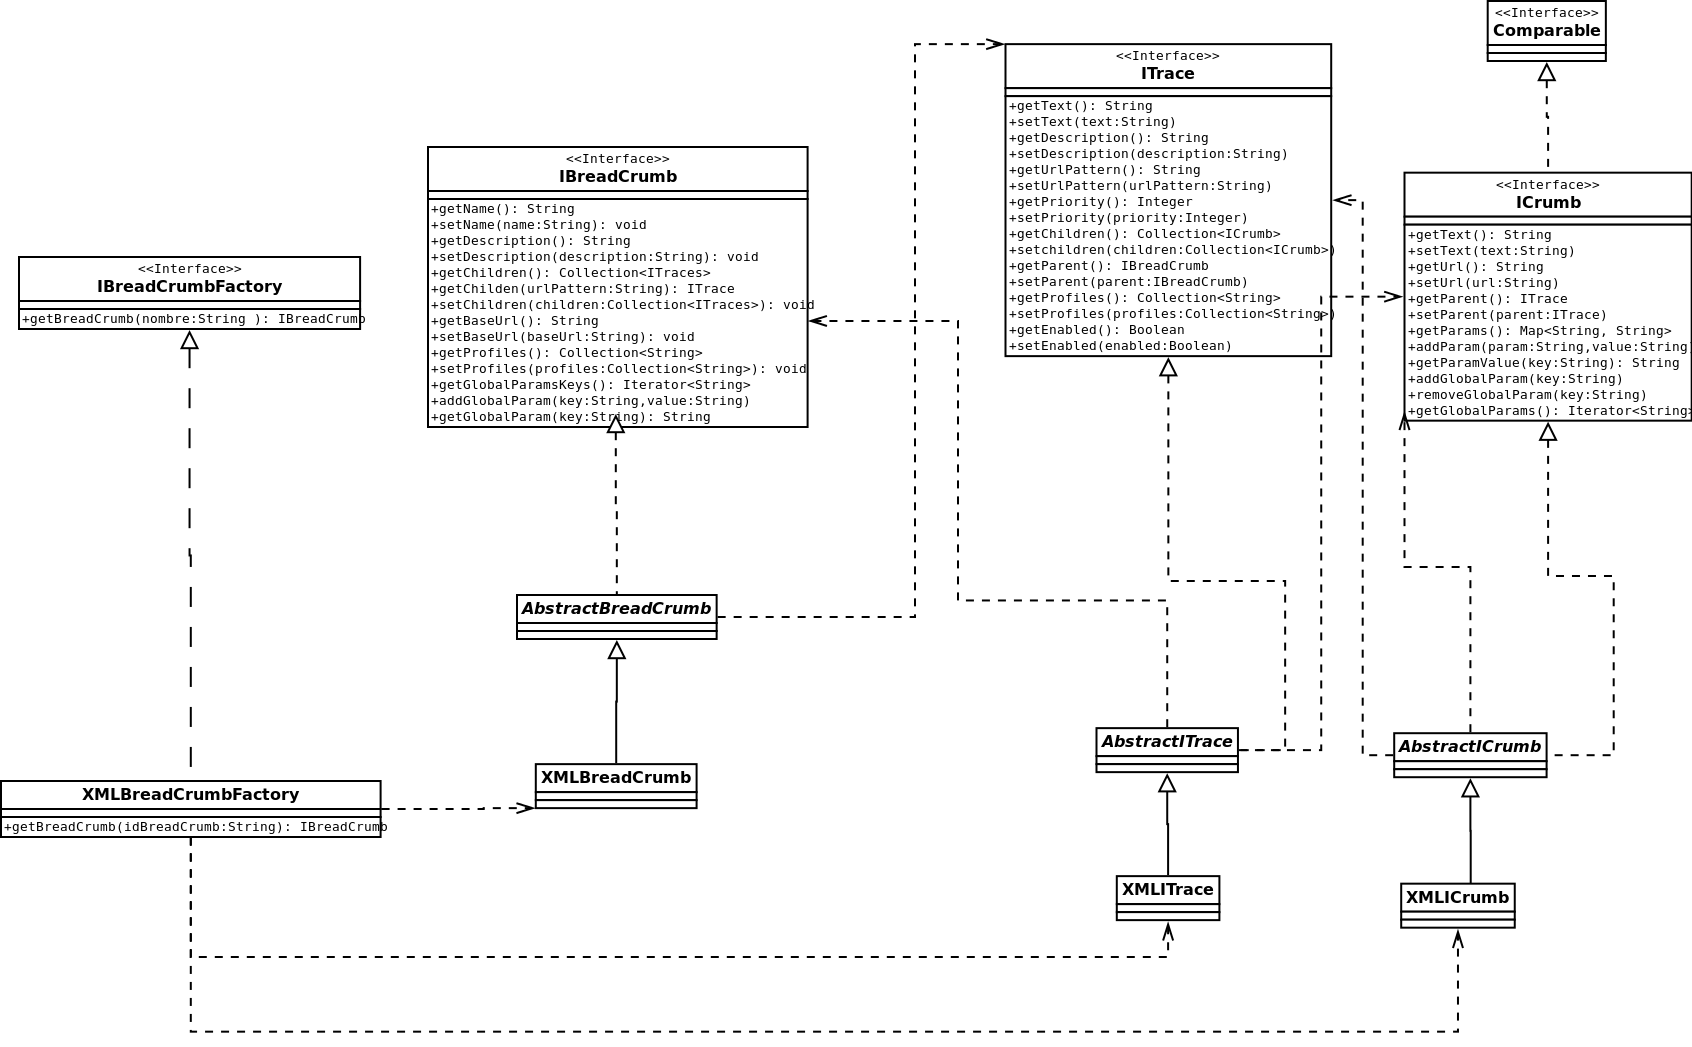 <<Interface>>
Comparable
<<Interface>>
ITrace
+getText(): String
+setText(text:String)
+getDescription(): String
+setDescription(description:String)
+getUrlPattern(): String
+setUrlPattern(urlPattern:String)
+getPriority(): Integer
+setPriority(priority:Integer)
+getChildren(): Collection<ICrumb>
+setchildren(children:Collection<ICrumb>)
+getParent(): IBreadCrumb
+setParent(parent:IBreadCrumb)
+getProfiles(): Collection<String>
+setProfiles(profiles:Collection<String>)
+getEnabled(): Boolean
+setEnabled(enabled:Boolean)
<<Interface>>
IBreadCrumb
+getName(): String
+setName(name:String): void
+getDescription(): String
+setDescription(description:String): void
+getChildren(): Collection<ITraces>
+getChilden(urlPattern:String): ITrace
+setChildren(children:Collection<ITraces>): void
+getBaseUrl(): String
+setBaseUrl(baseUrl:String): void
+getProfiles(): Collection<String>
+setProfiles(profiles:Collection<String>): void
+getGlobalParamsKeys(): Iterator<String>
+addGlobalParam(key:String,value:String)
+getGlobalParam(key:String): String
<<Interface>>
ICrumb
+getText(): String
+setText(text:String)
+getUrl(): String
+setUrl(url:String)
+getParent(): ITrace
+setParent(parent:ITrace)
+getParams(): Map<String, String>
+addParam(param:String,value:String)
+getParamValue(key:String): String
+addGlobalParam(key:String)
+removeGlobalParam(key:String)
+getGlobalParams(): Iterator<String>
<<Interface>>
IBreadCrumbFactory
+getBreadCrumb(nombre:String ): IBreadCrumb
AbstractBreadCrumb
AbstractITrace
AbstractICrumb
XMLBreadCrumb
XMLBreadCrumbFactory
+getBreadCrumb(idBreadCrumb:String): IBreadCrumb
XMLITrace
XMLICrumb